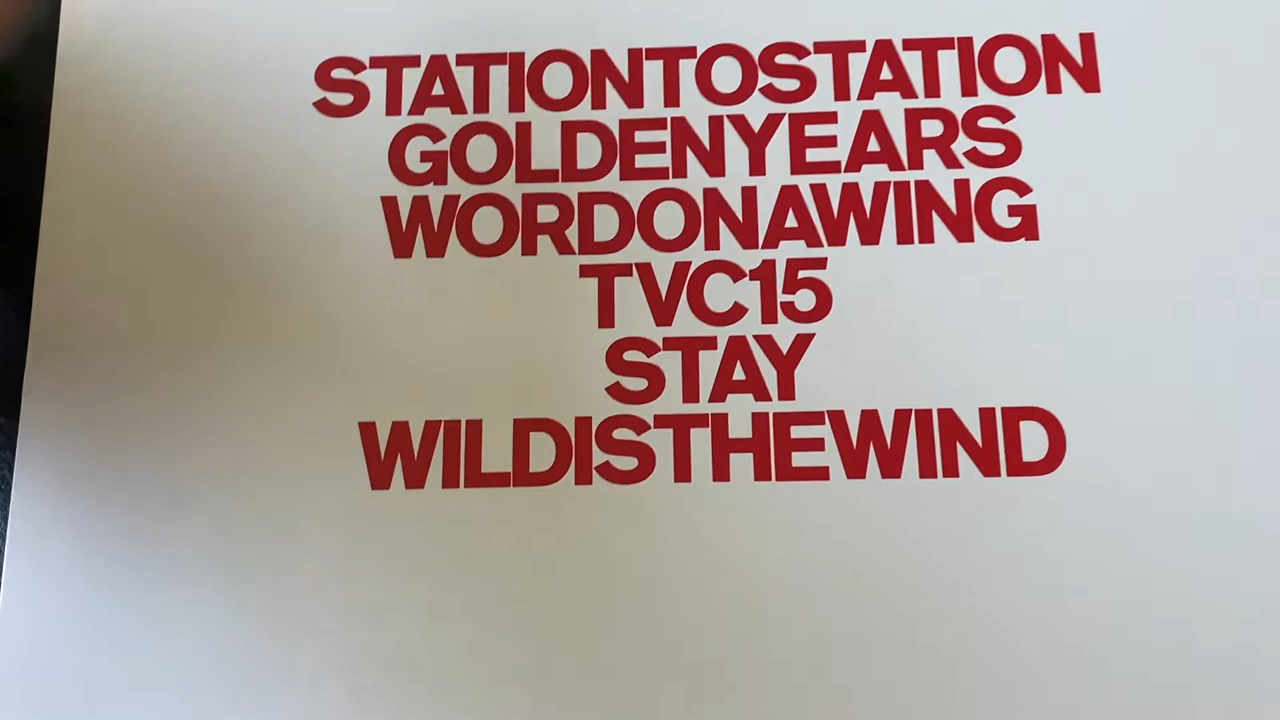 STATIONTOSTATION
GOLDENYEARS
WORDONAWING
TVC15
STAY
WILDISTHEWIND